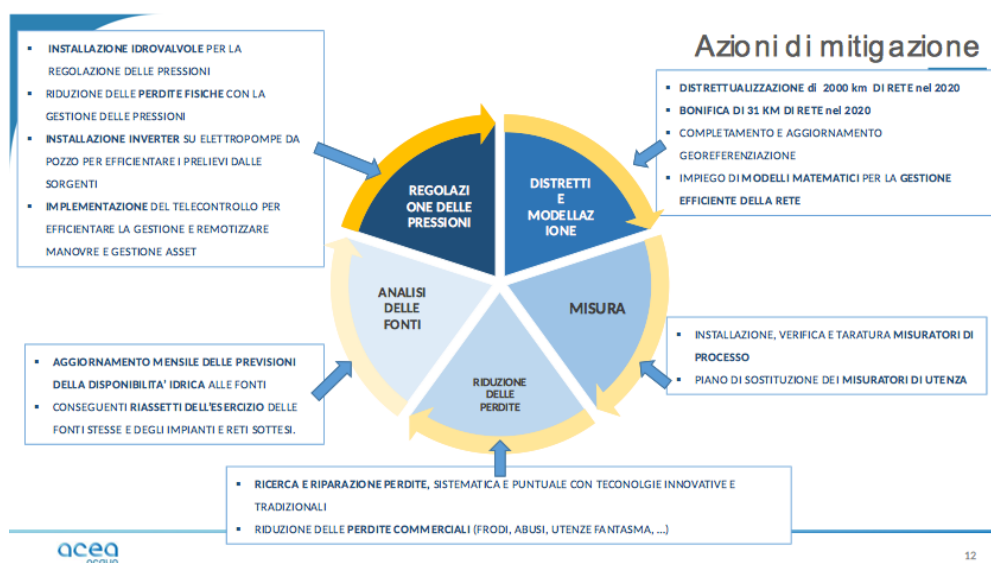 Azioni di mitigazione
▪ INSTALLAZIONE IDROVALVOLE PER LA
REGOLAZIONE DELLE PRESSIONI
▪ RIDUZIONE DELLE PERDITE FISICHE CON LA
GESTIONE DELLE PRESSIONI
▪ INSTALLAZIONE INVERTER SU ELETTROPOMPE DA
POZZO PER EFFICIENTARE I PRELIEVI DALLE
SORGENTI
▪ IMPLEMENTAZIONE DEL TELECONTROLLO PER
EFFICIENTARE LA GESTIONE E REMOTIZZARE
MANOVRE E GESTIONE ASSET
▪ DISTRETTUALIZZAZIONE di 2000 km DI RETE nel 2020
▪ BONIFICA DI 31 KM DI RETE nel 2020
▪ COMPLETAMENTO E AGGIORNAMENTO
GEOREFERENZIAZIONE
▪ IMPIEGO DI MODELLI MATEMATICI PER LA GESTIONE
EFFICIENTE DELLA RETE
REGOLAZI
ONE DELLE
PRESSIONI
DISTRETTI
E
MODELLAZ
IONE
ANALISI
DELLE
FONTI
MISURA
RIDUZIONE
DELLE
PERDITE
▪ INSTALLAZIONE, VERIFICA E TARATURA MISURATORI DI
PROCESSO
▪ PIANO DI SOSTITUZIONE DEI MISURATORI DI UTENZA
▪ AGGIORNAMENTO MENSILE DELLE PREVISIONI
DELLA DISPONIBILITA' IDRICA ALLE FONTI
▪ CONSEGUENTI RIASSETTI DELL'ESERCIZIO DELLE
FONTI STESSE E DEGLI IMPIANTI E RETI SOTTESI.
▪ RICERCA E RIPARAZIONE PERDITE, SISTEMATICA E PUNTUALE CON TECONOLGIE INNOVATIVE E
TRADIZIONALI
▪ RIDUZIONE DELLE PERDITE COMMERCIALI (FRODI, ABUSI, UTENZE FANTASMA, ...)
acea
acqua
12